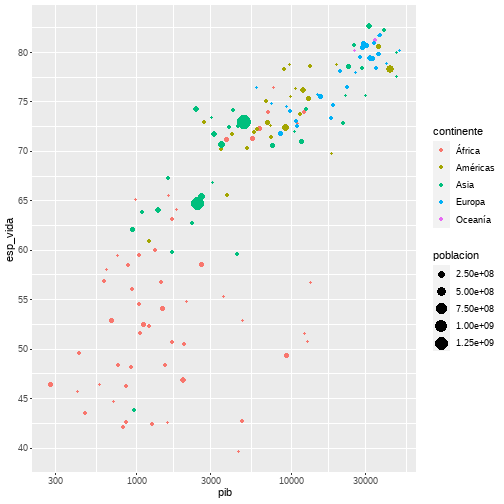 esp_vida
80
75
70
65
60
55
50
45
40
300
1000
3000
10000
30000
pib
continente
África
Américas
Asia
Europa
Oceanía
poblacion
2.50e+08
5.00e+08
7.50e+08
1.00e+09
1.25e+09